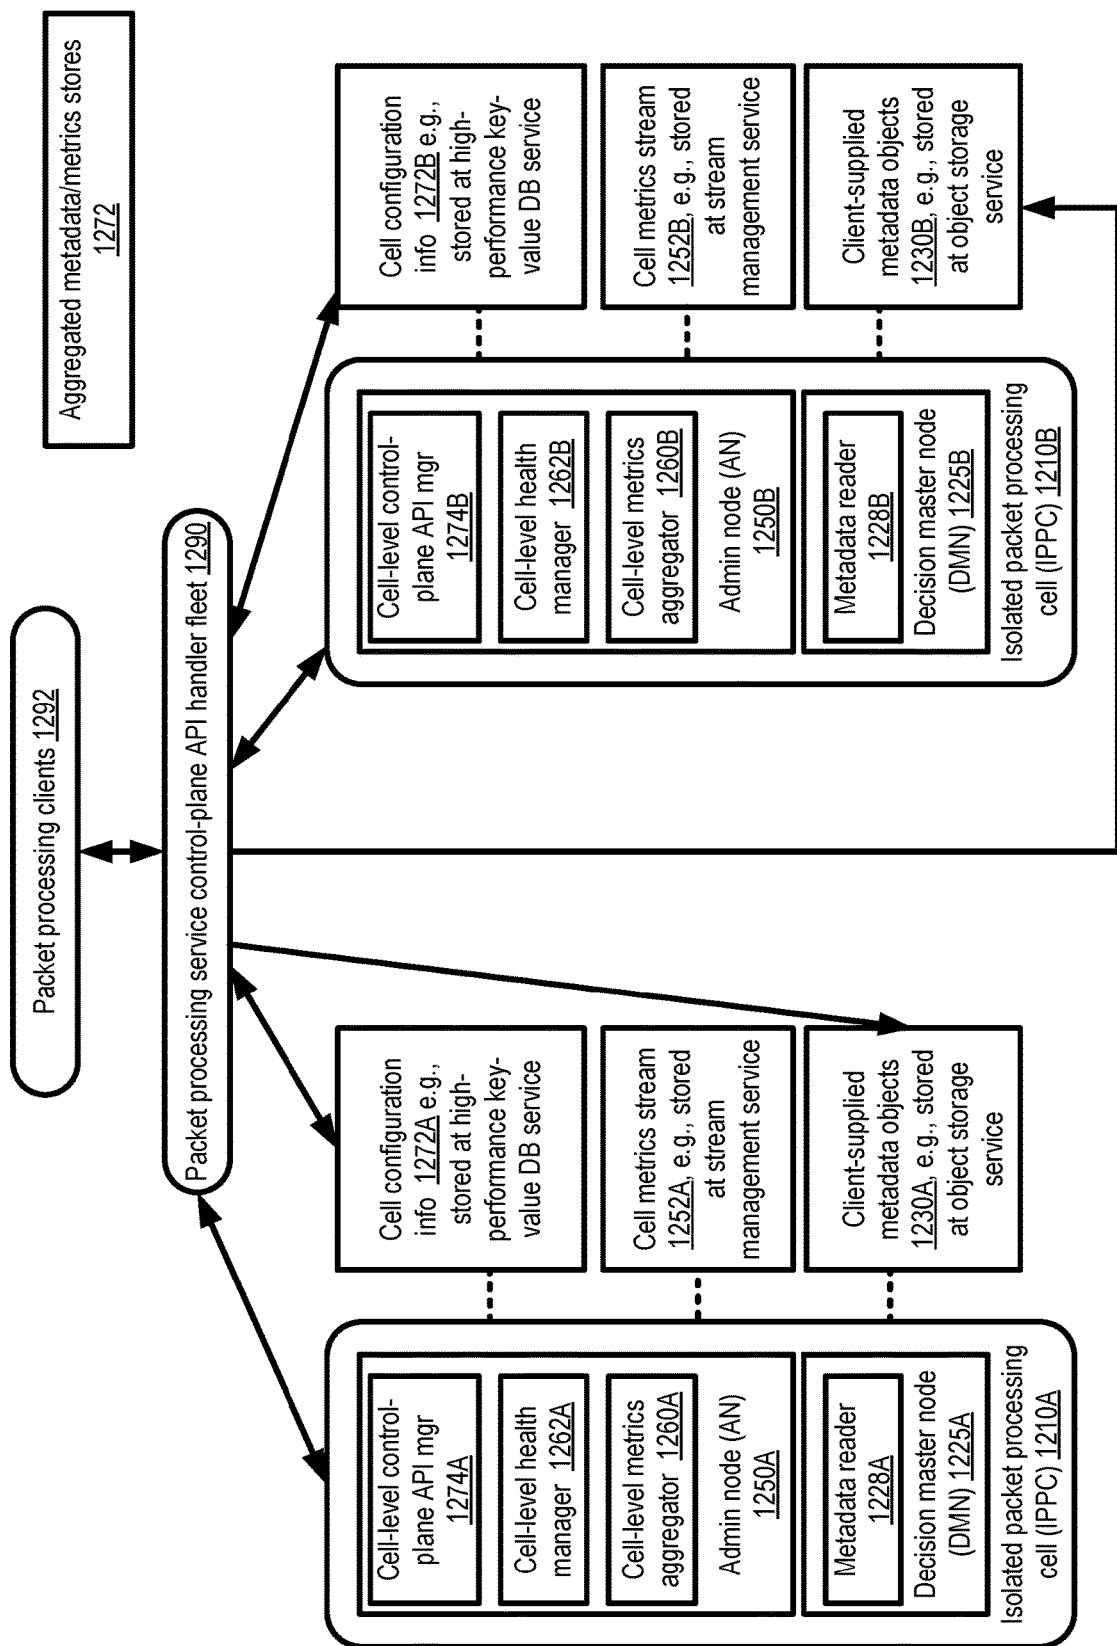 Packet processing clients 1292
Aggregated metadata/metrics stores
1272
Packet processing service control-plane API handler fleet 1290
Cell-level control-
plane API mgr
1274A
Cell-level health
manager 1262A
Cell-level metrics
aggregator 1260A
Admin node (AN)
1250A
Metadata reader
1228A
Decision master node
(DMN) 1225A
Isolated packet processing
cell (IPPC) 1210A
Cell configuration
info 1272A e.g.,
stored at high-
performance key-
value DB service
Cell metrics stream
1252A, e.g., stored
at stream
management service
Client-supplied
metadata objects
1230A, e.g., stored
at object storage
service
Cell-level control-
plane API mgr
1274B
Cell-level health
manager 1262B
Cell-level metrics
aggregator 1260B
Admin node (AN)
1250B
Metadata reader
1228B
Decision master node
(DMN) 1225B
Isolated packet processing
cell (IPPC) 1210B
Cell configuration
info 1272B e.g.,
stored at high-
performance key-
value DB service
Cell metrics stream
1252B, e.g., stored
at stream
management service
Client-supplied
metadata objects
1230B, e.g., stored
at object storage
service